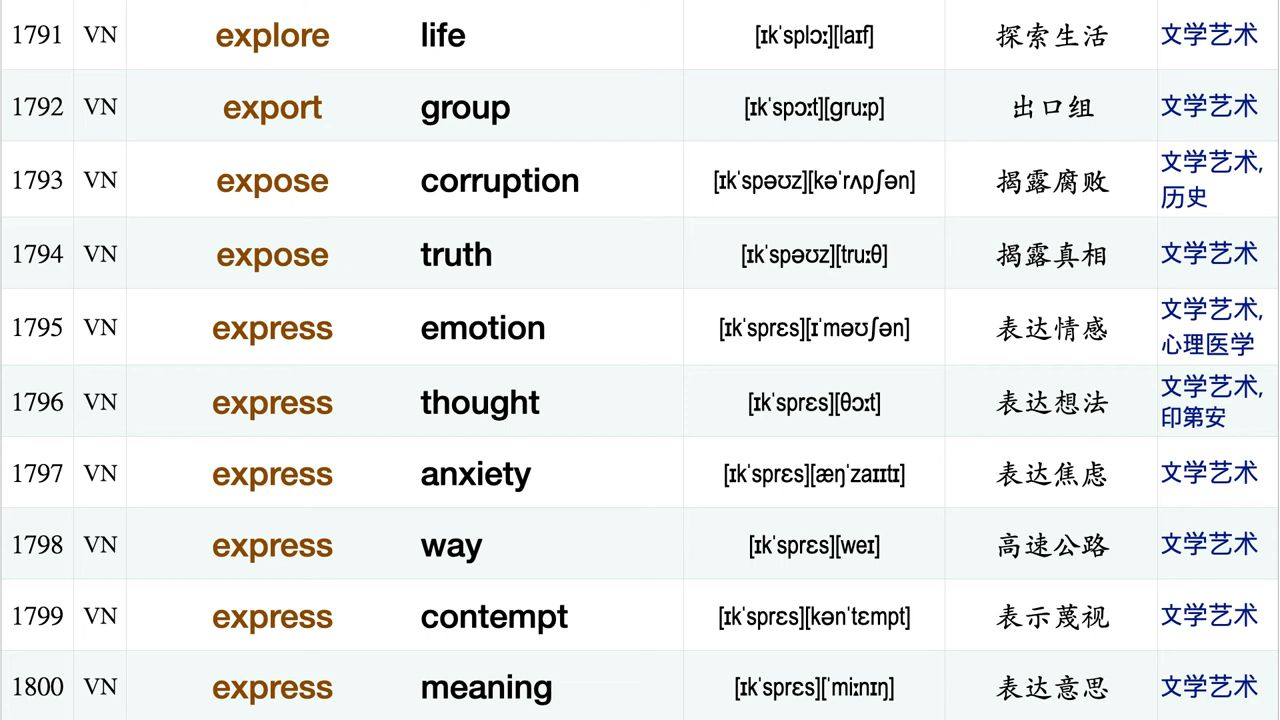 1791 VN explore life [ɪkˈsplɔː][laɪf] 探索生活 文学艺术
1792 VN export group [ɪkˈspɔːt][gruːp] 出口组 文学艺术
1793 VN expose corruption [ɪkˈspəʊz][kəˈrʌpʃən] 揭露腐败 文学艺术,
历史
1794 VN expose truth [ɪkˈspəʊz][truːθ] 揭露真相 文学艺术
1795 VN express emotion [ɪkˈsprɛs][ɪˈməʊʃən] 表达情感 文学艺术,
心理医学
1796 VN express thought [ɪkˈsprɛs][θɔːt] 表达想法 文学艺术,
印第安
1797 VN express anxiety [ɪkˈsprɛs][æŋˈzaɪɪtɪ] 表达焦虑 文学艺术
1798 VN express way [ɪkˈsprɛs][weɪ] 高速公路 文学艺术
1799 VN express contempt [ɪkˈsprɛs][kənˈtɛmpt] 表示蔑视 文学艺术
1800 VN express meaning [ɪkˈsprɛs][ˈmiːnɪŋ] 表达意思 文学艺术